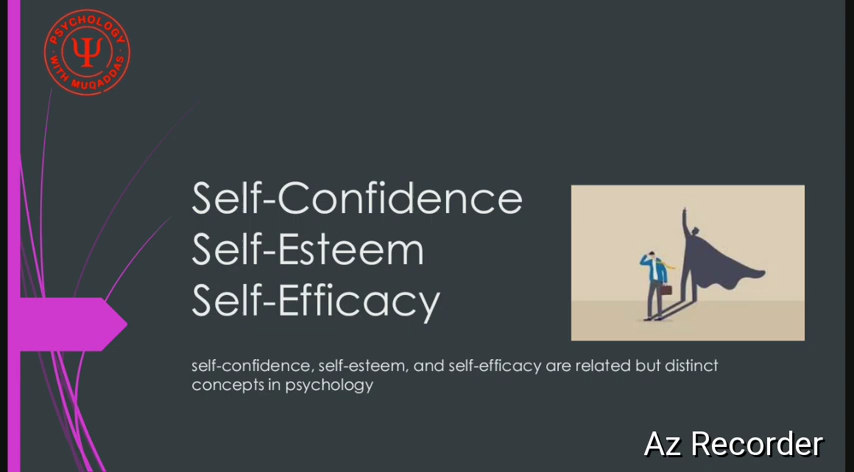 PSYCHOLOGY
WITH MUQADDAS
Ψ
Self-Confidence
Self-Esteem
Self-Efficacy
self-confidence, self-esteem, and self-efficacy are related but distinct
concepts in psychology
Az Recorder